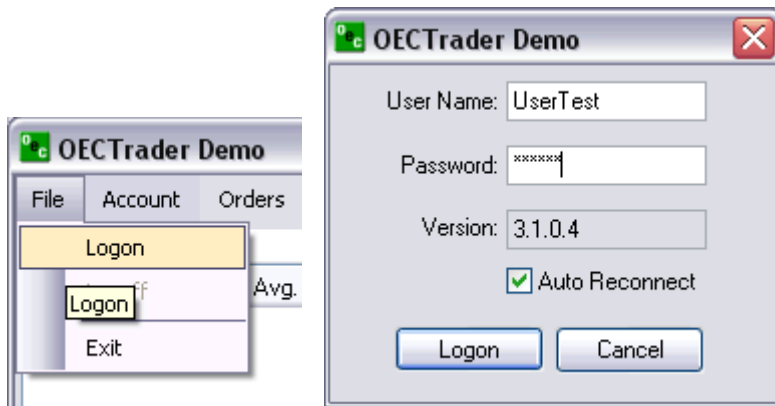 OECTrader Demo
File Account Orders
Logon
Logon
Avg.
Exit
OECTrader Demo
User Name: UserTest
Password: ******
Version: 3.1.0.4
Auto Reconnect
Logon Cancel